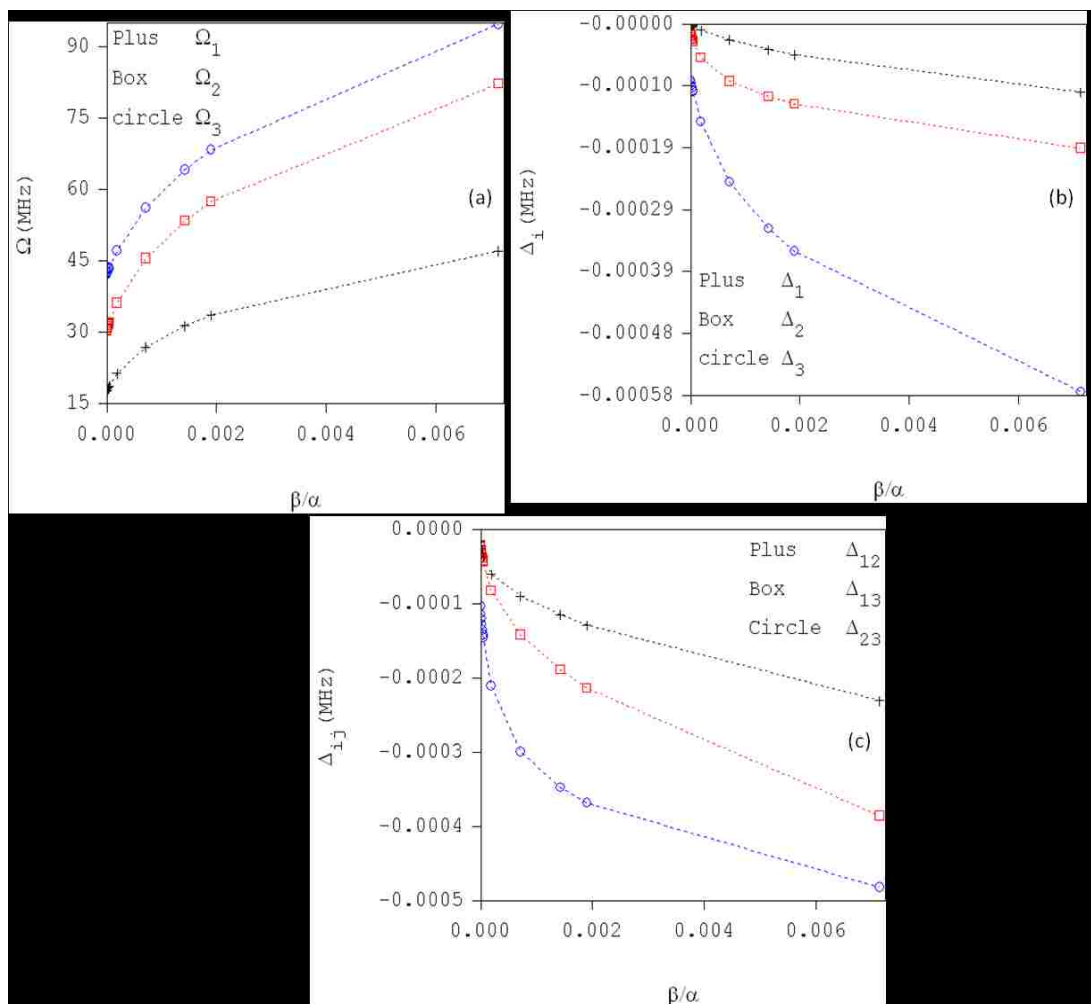 90
75
60
45
30
15
Ω (MHz)
Plus Ω1
Box Ω2
circle Ω3
(a)
0.000 0.002 0.004 0.006
β/α
-0.00000
-0.00010
-0.00019
-0.00029
-0.00039
-0.00048
-0.00058
Δi (MHz)
(b)
Plus Δ1
Box Δ2
circle Δ3
0.000 0.002 0.004 0.006
β/α
0.0000
-0.0001
-0.0002
-0.0003
-0.0004
-0.0005
Δij (MHz)
Plus Δ12
Box Δ13
Circle Δ23
(c)
0.000 0.002 0.004 0.006
β/α